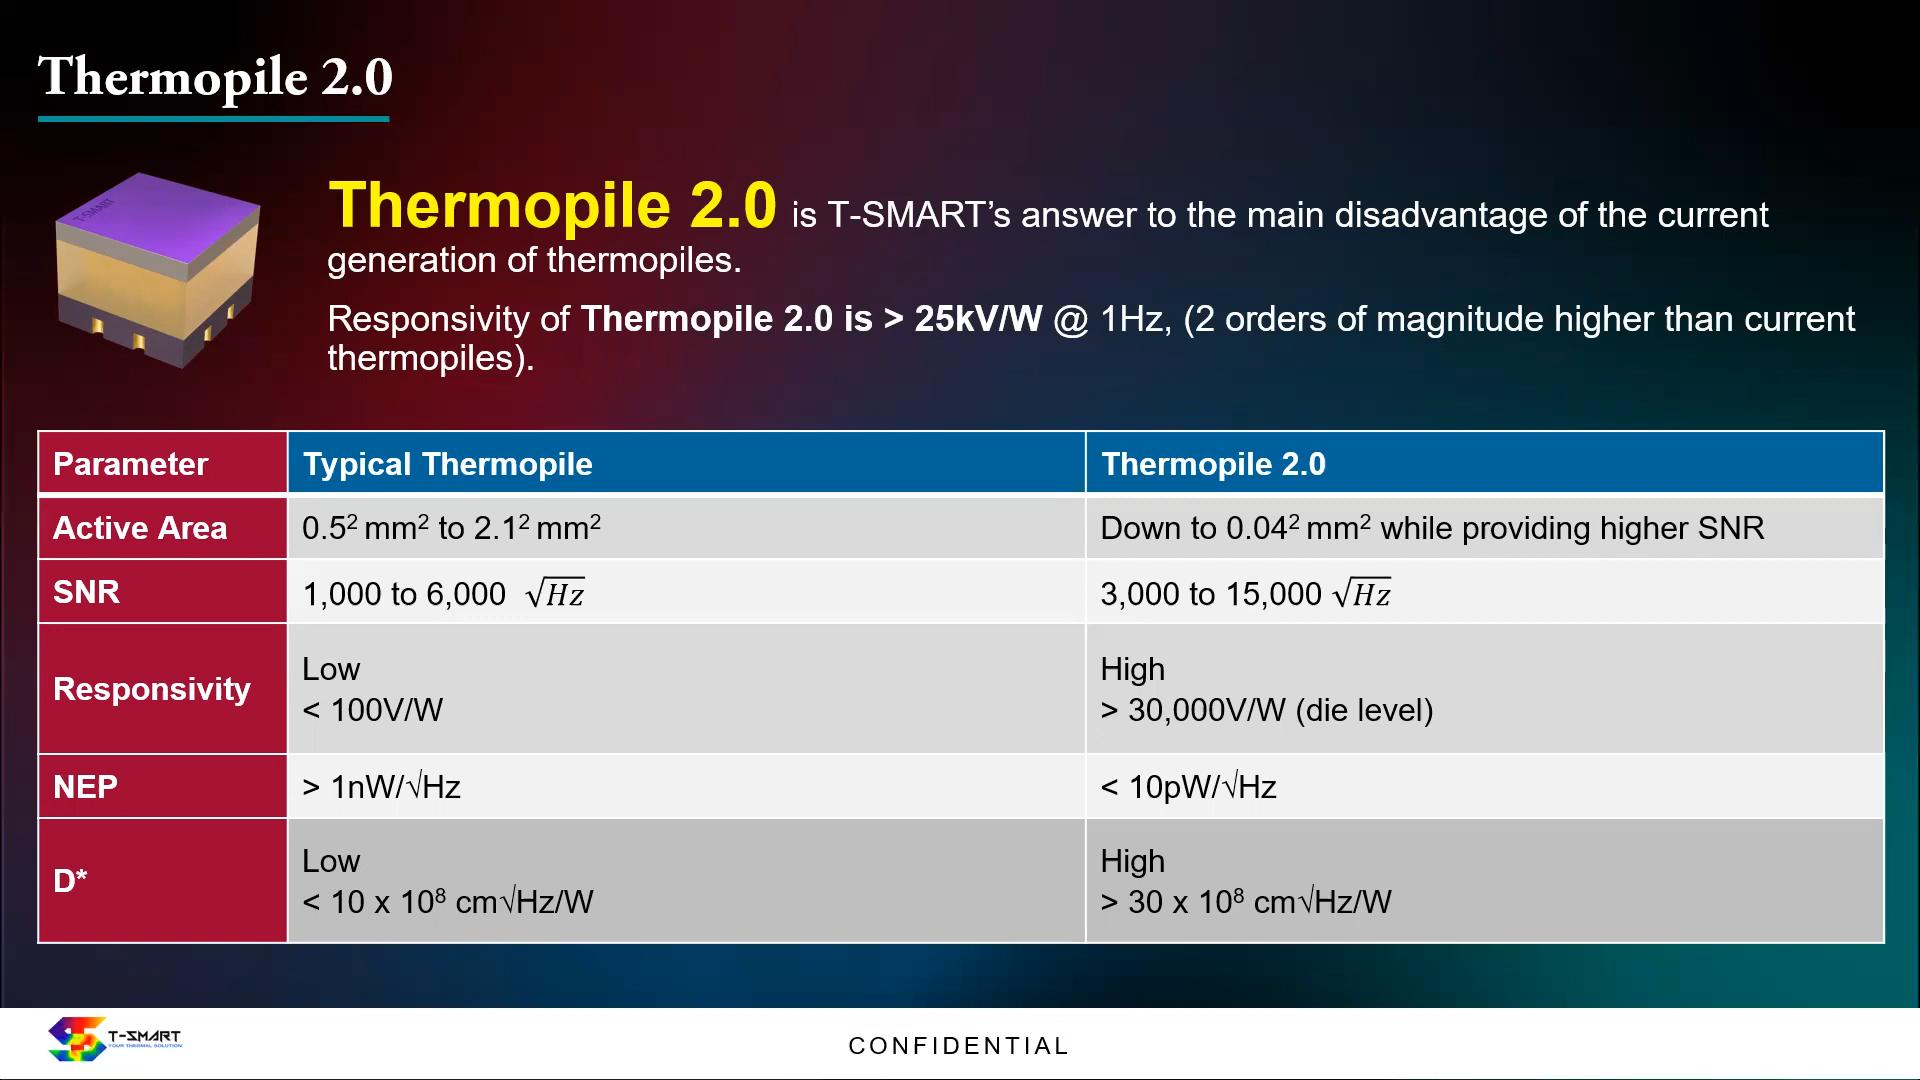 Thermopile 2.0
T-SMART
Thermopile 2.0 is T-SMART’s answer to the main disadvantage of the current
generation of thermopiles.
Responsivity of Thermopile 2.0 is > 25kV/W @ 1Hz, (2 orders of magnitude higher than current
thermopiles).
Parameter Typical Thermopile Thermopile 2.0
Active Area 0.5² mm² to 2.1² mm² Down to 0.04² mm² while providing higher SNR
SNR 1,000 to 6,000 √Hz 3,000 to 15,000 √Hz
Responsivity Low High
< 100V/W > 30,000V/W (die level)
NEP > 1nW/√Hz < 10pW/√Hz
D* Low High
< 10 x 10⁸ cm√Hz/W > 30 x 10⁸ cm√Hz/W
T-SMART
YOUR THERMAL SOLUTION
CONFIDENTIAL